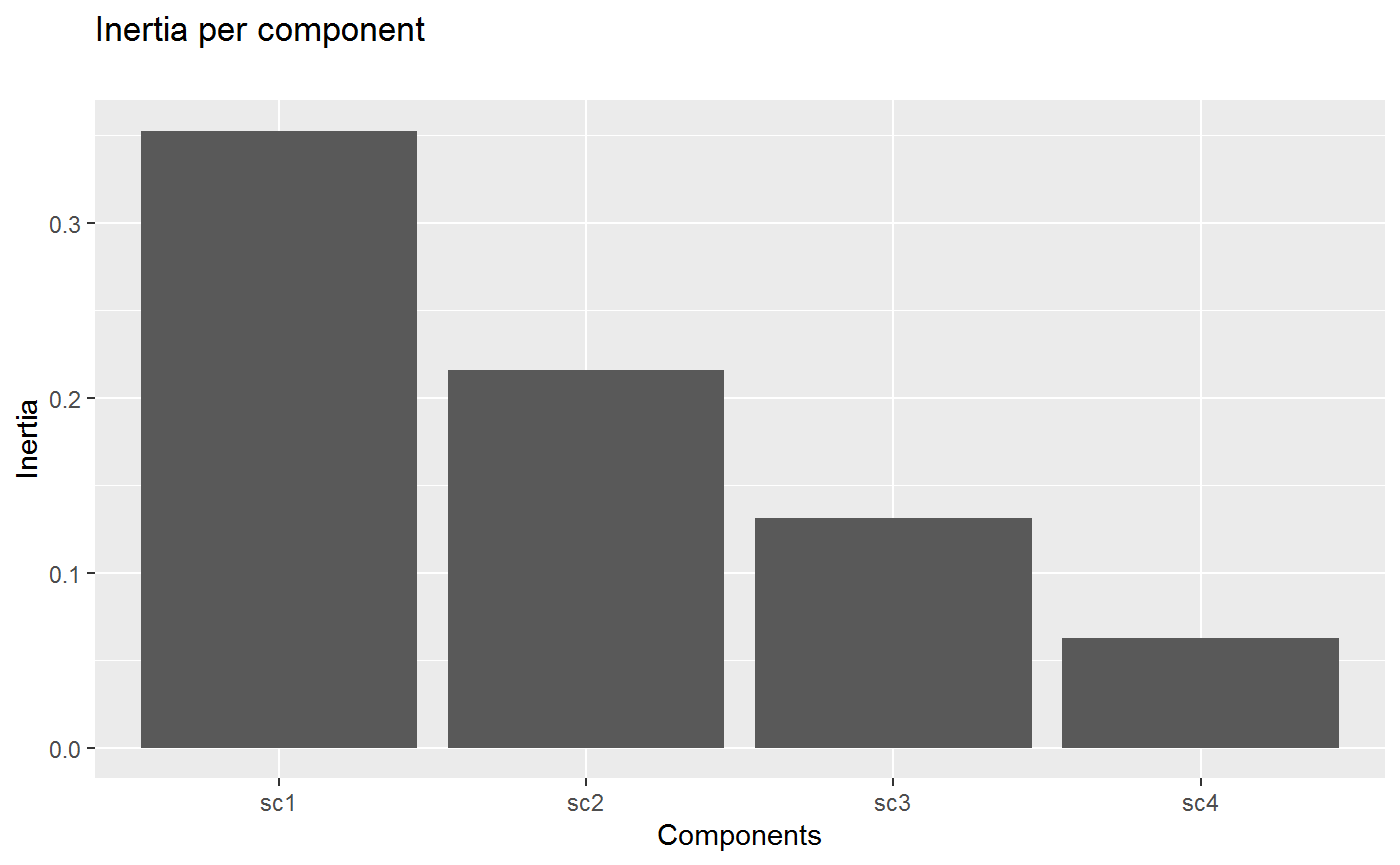 Inertia per component
Inertia
0.3
0.2
0.1
0.0
sc1 sc2 sc3 sc4
Components